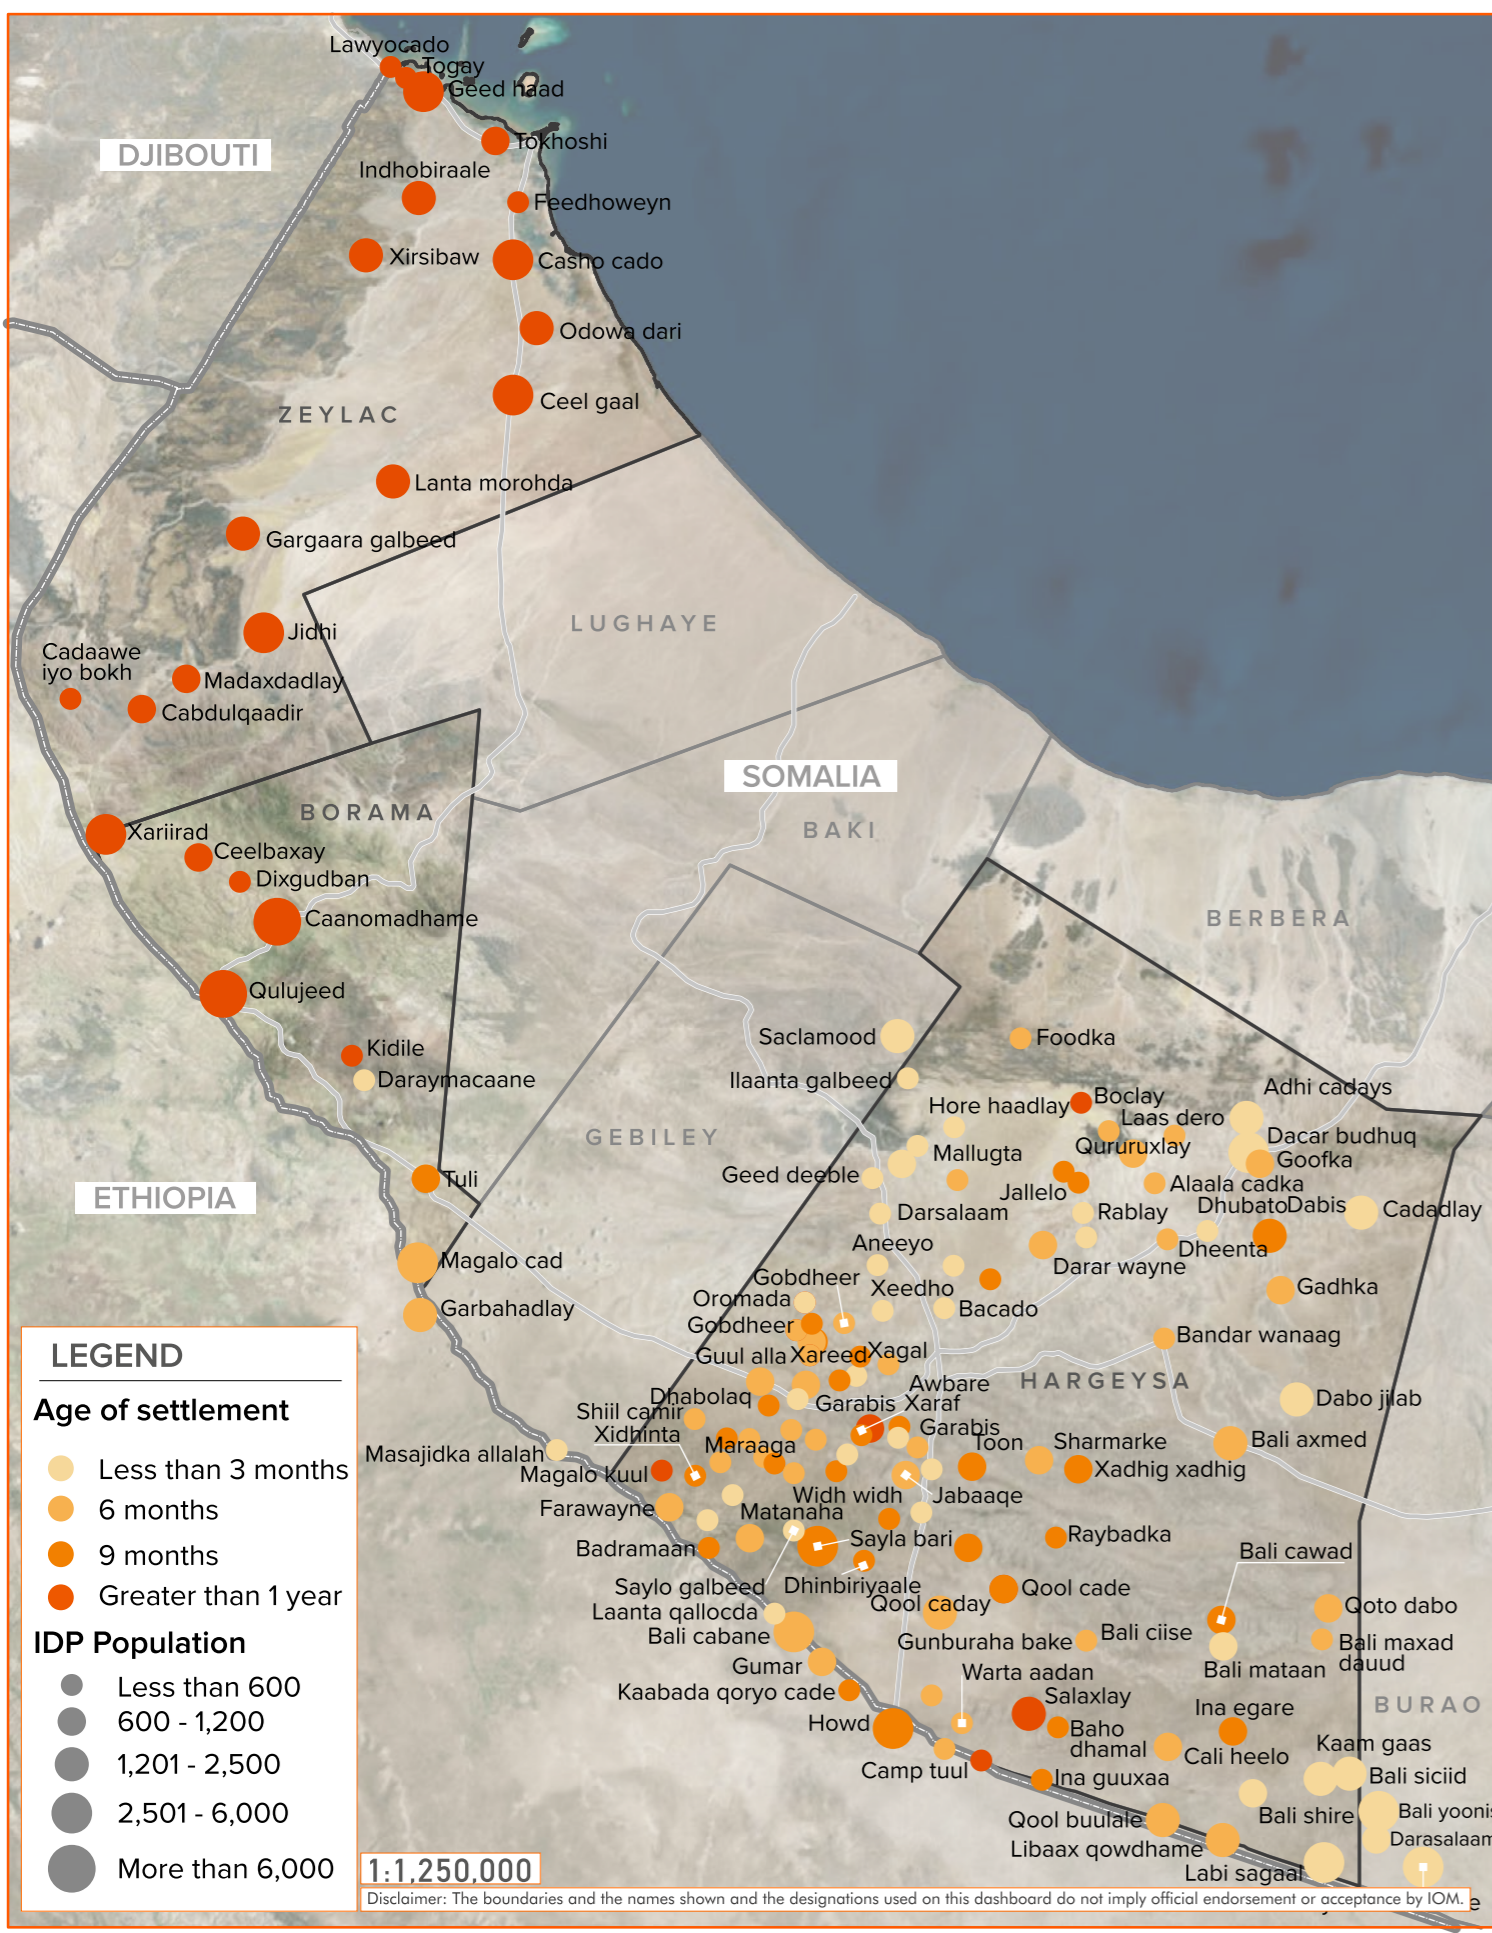 Lawyocado
Togay
Geed haad
Tokhoshi
DJIBOUTI
Indhobiraale
Feedhoweyn
Xirsibaw
Casho cado
Odowa dari
Ceel gaal
ZEYLAC
Lanta morohda
Gargaara galbeed
LUGHAYE
Jidhi
Cadaawe
iyo bokh
Madaxdadlay
Cabdulqaadir
SOMALIA
BORAMA
BAKI
Xariirad
Ceelbaxay
Dixgudban
Caanomadhame
BERBERA
Qulujeed
Saclamood
Foodka
Kidile
Daraymacaane
Ilaanta galbeed
Adhi cadays
Hore haadlay
Boclay
Laas dero
GEBILEY
Qururuxlay
Dacar budhuq
Mallugta
Goofka
Geed deeble
Tuli
Jallelo
Alaala cadka
ETHIOPIA
Darsalaam
Rablay
Dhubato
Dabis
Cadadlay
Aneeyo
Dheenta
Magalo cad
Darar wayne
Gobdheer
Xeedho
Gadhka
Oromada
Bacado
Garbahadlay
Gobdheer
Bandar wanaag
Guul alla
Xareed
Xagal
HARGEYSA
Awbare
Dhabolaq
Garabis
Xaraf
Dabo jilab
Shiil camir
Garabis
Xidhinta
Maraaga
Toon
Sharmarke
Bali axmed
Masajidka allalah
Magalo kuul
Xadhig xadhig
Widh widh
Jabaaqe
Farawayne
Matanaha
Raybadka
Badramaan
Sayla bari
Bali cawad
Saylo galbeed
Dhinbiriyaale
Qool cade
Laanta qallocda
Qool caday
Qoto dabo
Bali cabane
Gunburaha bake
Bali ciise
Bali maxad
dauud
Gumar
Warta aadan
Bali mataan
Kaabada qoryo cade
Salaxlay
Ina egare
BURAO
Howd
Baho
dhamal
Cali heelo
Kaam gaas
Camp tuul
Ina guuxaa
Bali siciid
Qool buulale
Bali shire
Bali yoonis
Libaax qowdhame
Darasalaam
Labi sagaal
LEGEND
Age of settlement
Less than 3 months
6 months
9 months
Greater than 1 year
IDP Population
Less than 600
600 - 1,200
1,201 - 2,500
2,501 - 6,000
More than 6,000
1:1,250,000
Disclaimer: The boundaries and the names shown and the designations used on this dashboard do not imply official endorsement or acceptance by IOM.